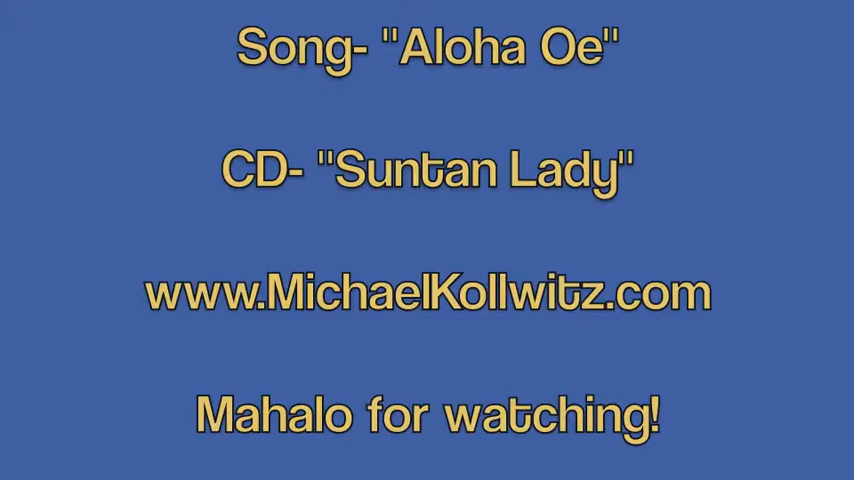 Song- "Aloha Oe"
CD- "Suntan Lady"
www.MichaelKollwitz.com
Mahalo for watching!